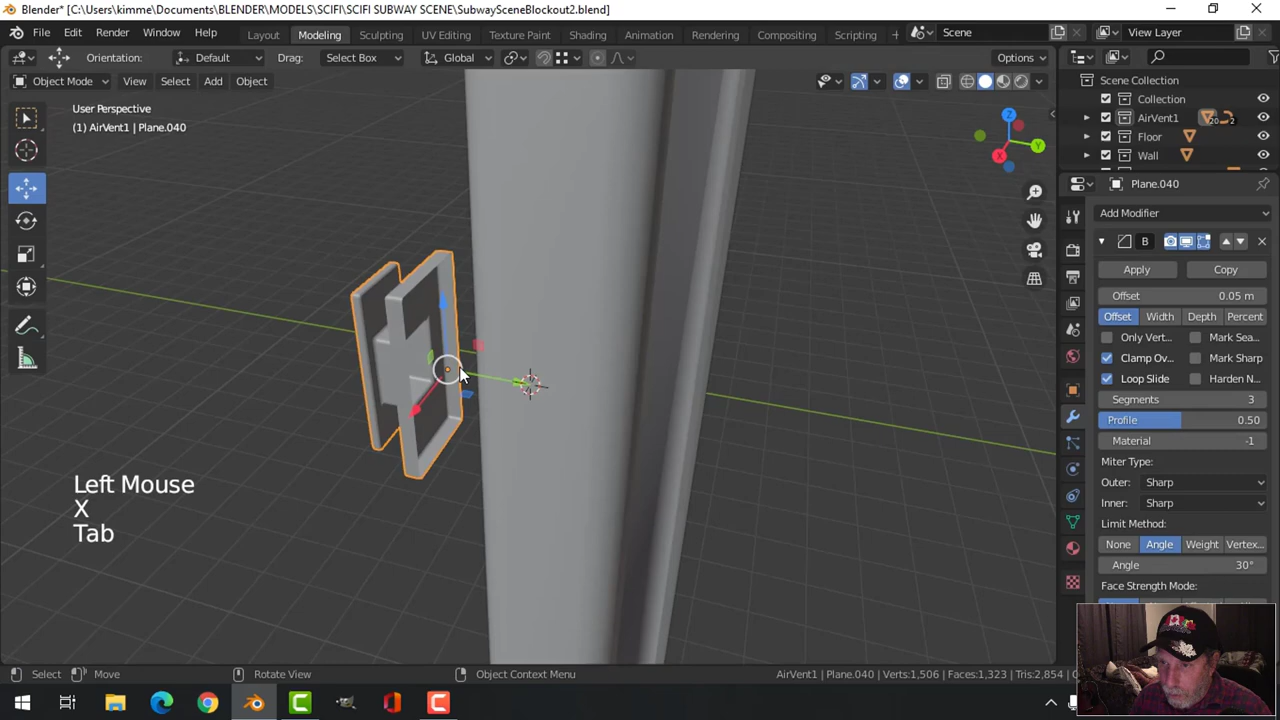 Blender* [C:\Users\kimme\Documents\BLENDER\MODELS\SCIFI\SCIFI SUBWAY SCENE\SubwaySceneBlockout2.blend]
File Edit Render Window Help Layout Modeling Sculpting UV Editing Texture Paint Shading Animation Rendering Compositing Scripting + Scene View Layer
Orientation: Default Drag: Select Box Global Options
Object Mode View Select Add Object
User Perspective
(1) AirVent1 | Plane.040
Z
Y
X
Scene Collection
Collection
AirVent1 20 2
Floor
Wall
Plane.040
Add Modifier
B
Apply Copy
Offset 0.05 m
Offset Width Depth Percent
Only Vert Mark Sea
Clamp Ov Mark Sharp
Loop Slide Harden N
Segments 3
Profile 0.50
Material -1
Miter Type:
Outer: Sharp
Inner: Sharp
Limit Method:
None Angle Weight Vertex...
Angle 30°
Face Strength Mode:
Left Mouse
X
Tab
Select Move Rotate View Object Context Menu AirVent1 | Plane.040 | Verts:1,506 | Faces:1,323 | Tris:2,854 |